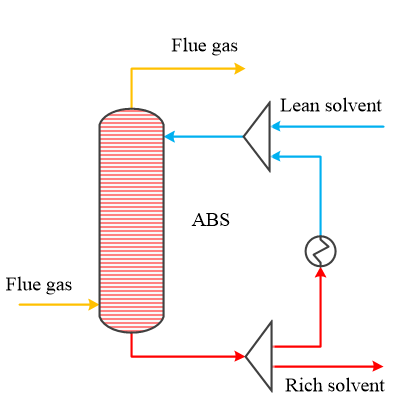 Flue gas
Lean solvent
ABS
Flue gas
Rich solvent